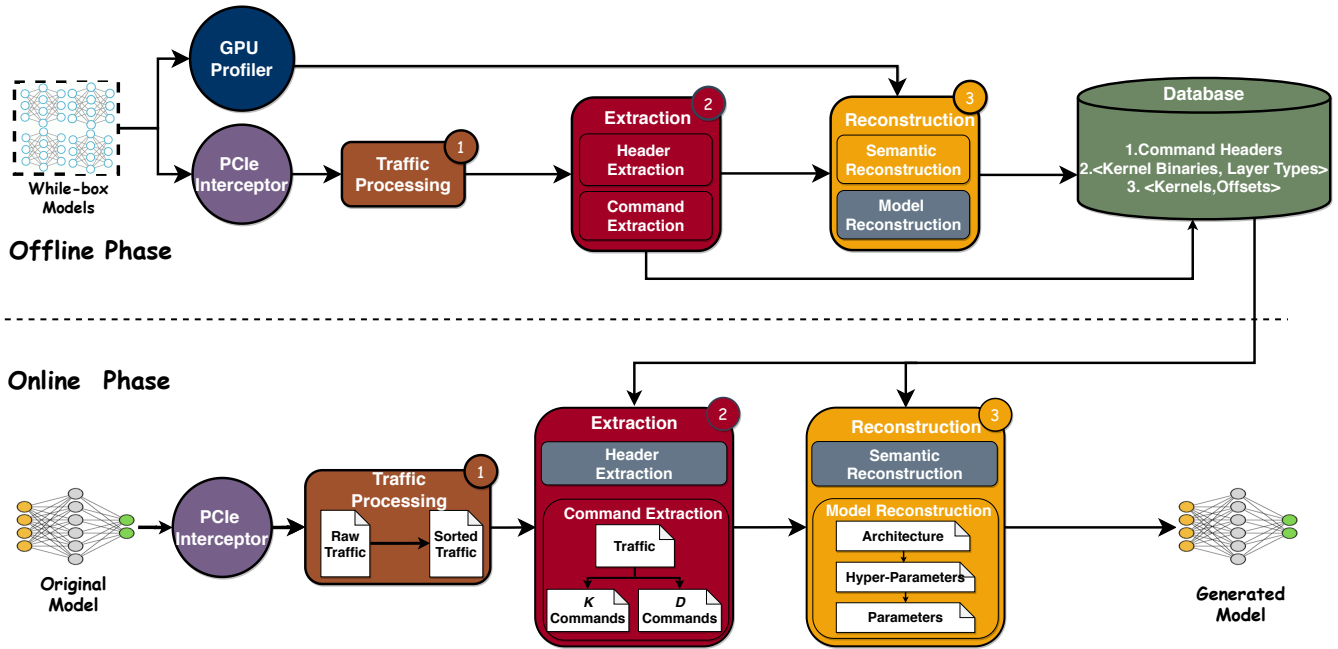 GPU
Profiler
While-box
Models
PCIe
Interceptor
Traffic
Processing
1
Extraction
2
Header
Extraction
Command
Extraction
Reconstruction
3
Semantic
Reconstruction
Model
Reconstruction
Database
1.Command Headers
2.<Kernel Binaries, Layer Types>
3. <Kernels,Offsets>
Offline Phase
Online Phase
Original
Model
PCIe
Interceptor
Traffic
Processing
1
Raw
Traffic
Sorted
Traffic
Extraction
2
Header
Extraction
Command Extraction
Traffic
K
Commands
D
Commands
Reconstruction
3
Semantic
Reconstruction
Model Reconstruction
Architecture
Hyper-Parameters
Parameters
Generated
Model